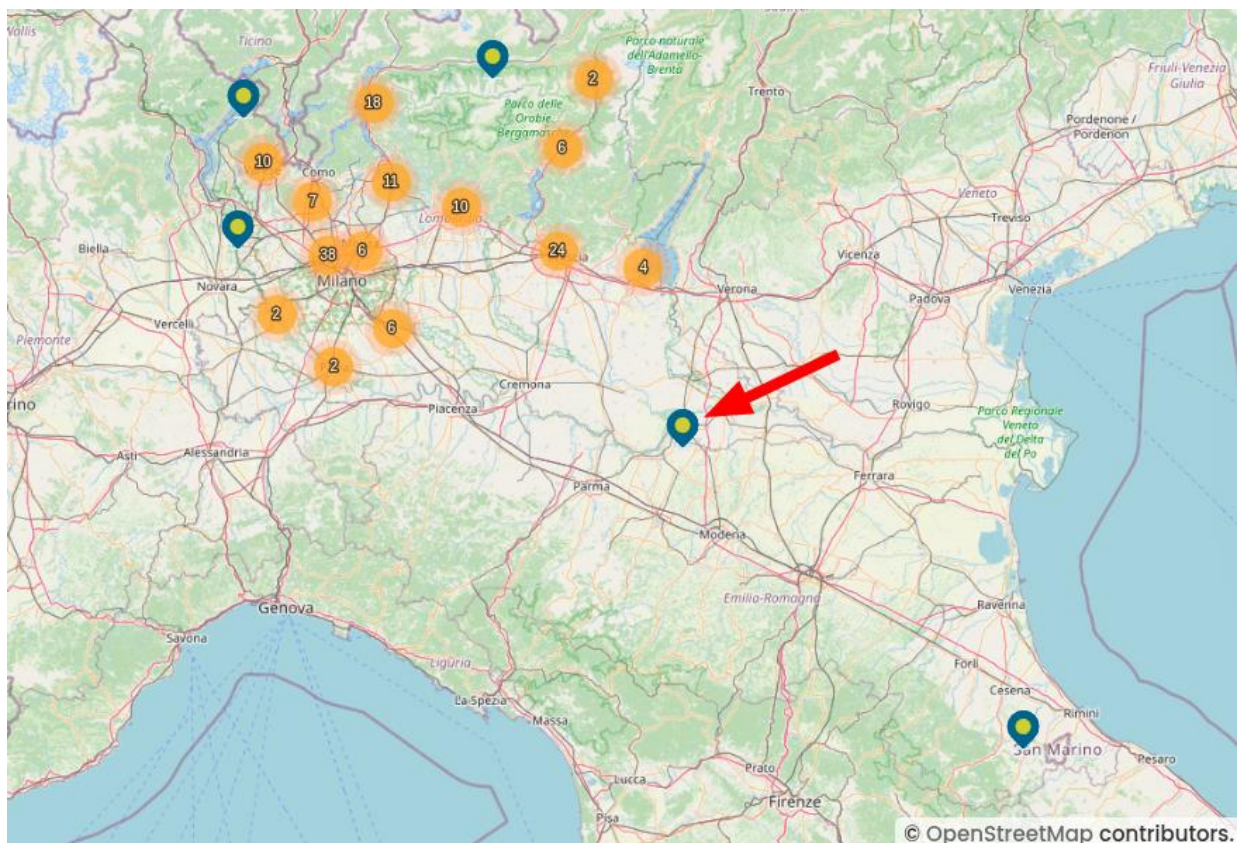 Wallis
Ticino
Parco naturale
dell'Adamello-
Brenta
Friuli-Venezia
Giulia
2
18
Trento
Parco delle
Orobie
Pordenone /
Pordenon
10
Como
6
11
7
10
Veneto
Treviso
Biella
38
6
24
4
Vicenza
Milano
Novara
Verona
Padova
Venezia
2
6
Vercelli
Piemonte
2
Cremona
Piacenza
Rovigo
Parco Regionale
Veneto
del Delta
del Po
Asti
Alessandria
Parma
Ferrara
Modena
Emilia-Romagna
Genova
Ravenna
Savona
Liguria
Forlì
La Spezia
Cesena
Massa
Rimini
San Marino
Pesaro
Lucca
Prato
Pisa
Firenze
© OpenStreetMap contributors.